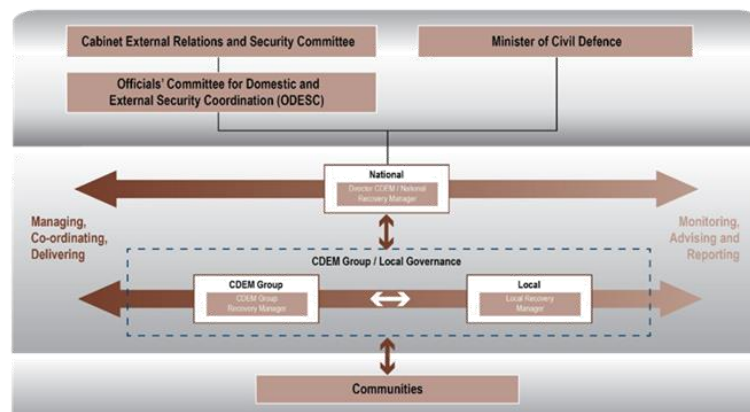 Cabinet External Relations and Security Committee
Minister of Civil Defence
Officials' Committee for Domestic and
External Security Coordination (ODESC)
National
Director CDEM / National
Recovery Manager
Managing,
Co-ordinating,
Delivering
Monitoring,
Advising and
Reporting
CDEM Group / Local Governance
CDEM Group
CDEM Group
Recovery Manager
Local
Local Recovery
Manager
Communities